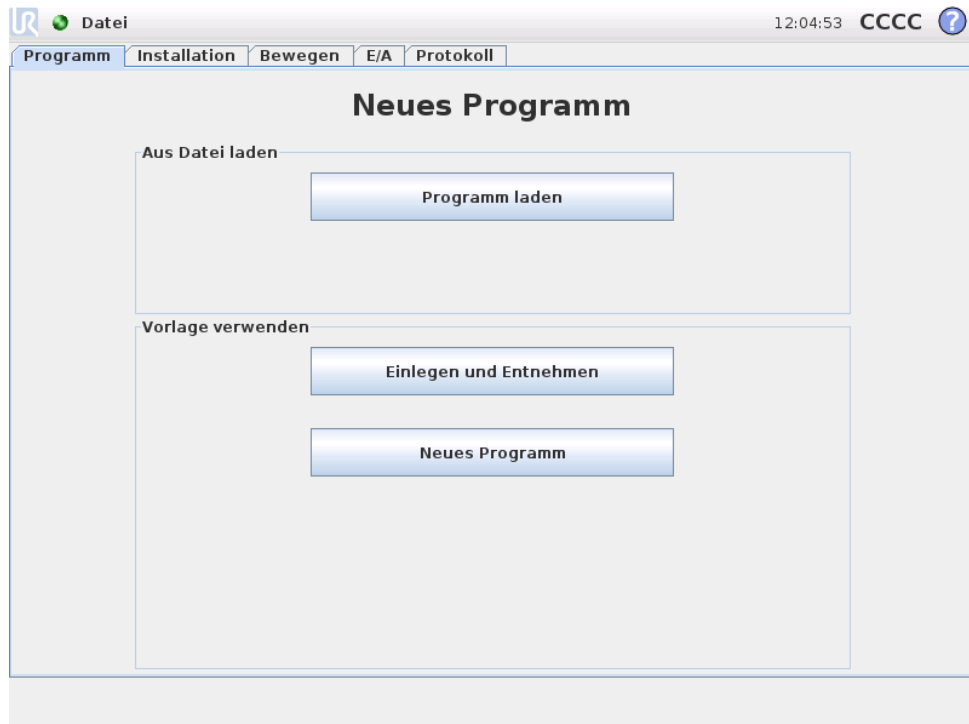 UR Datei 12:04:53 CCCC ?
Programm Installation Bewegen E/A Protokoll
Neues Programm
Aus Datei laden
Programm laden
Vorlage verwenden
Einlegen und Entnehmen
Neues Programm